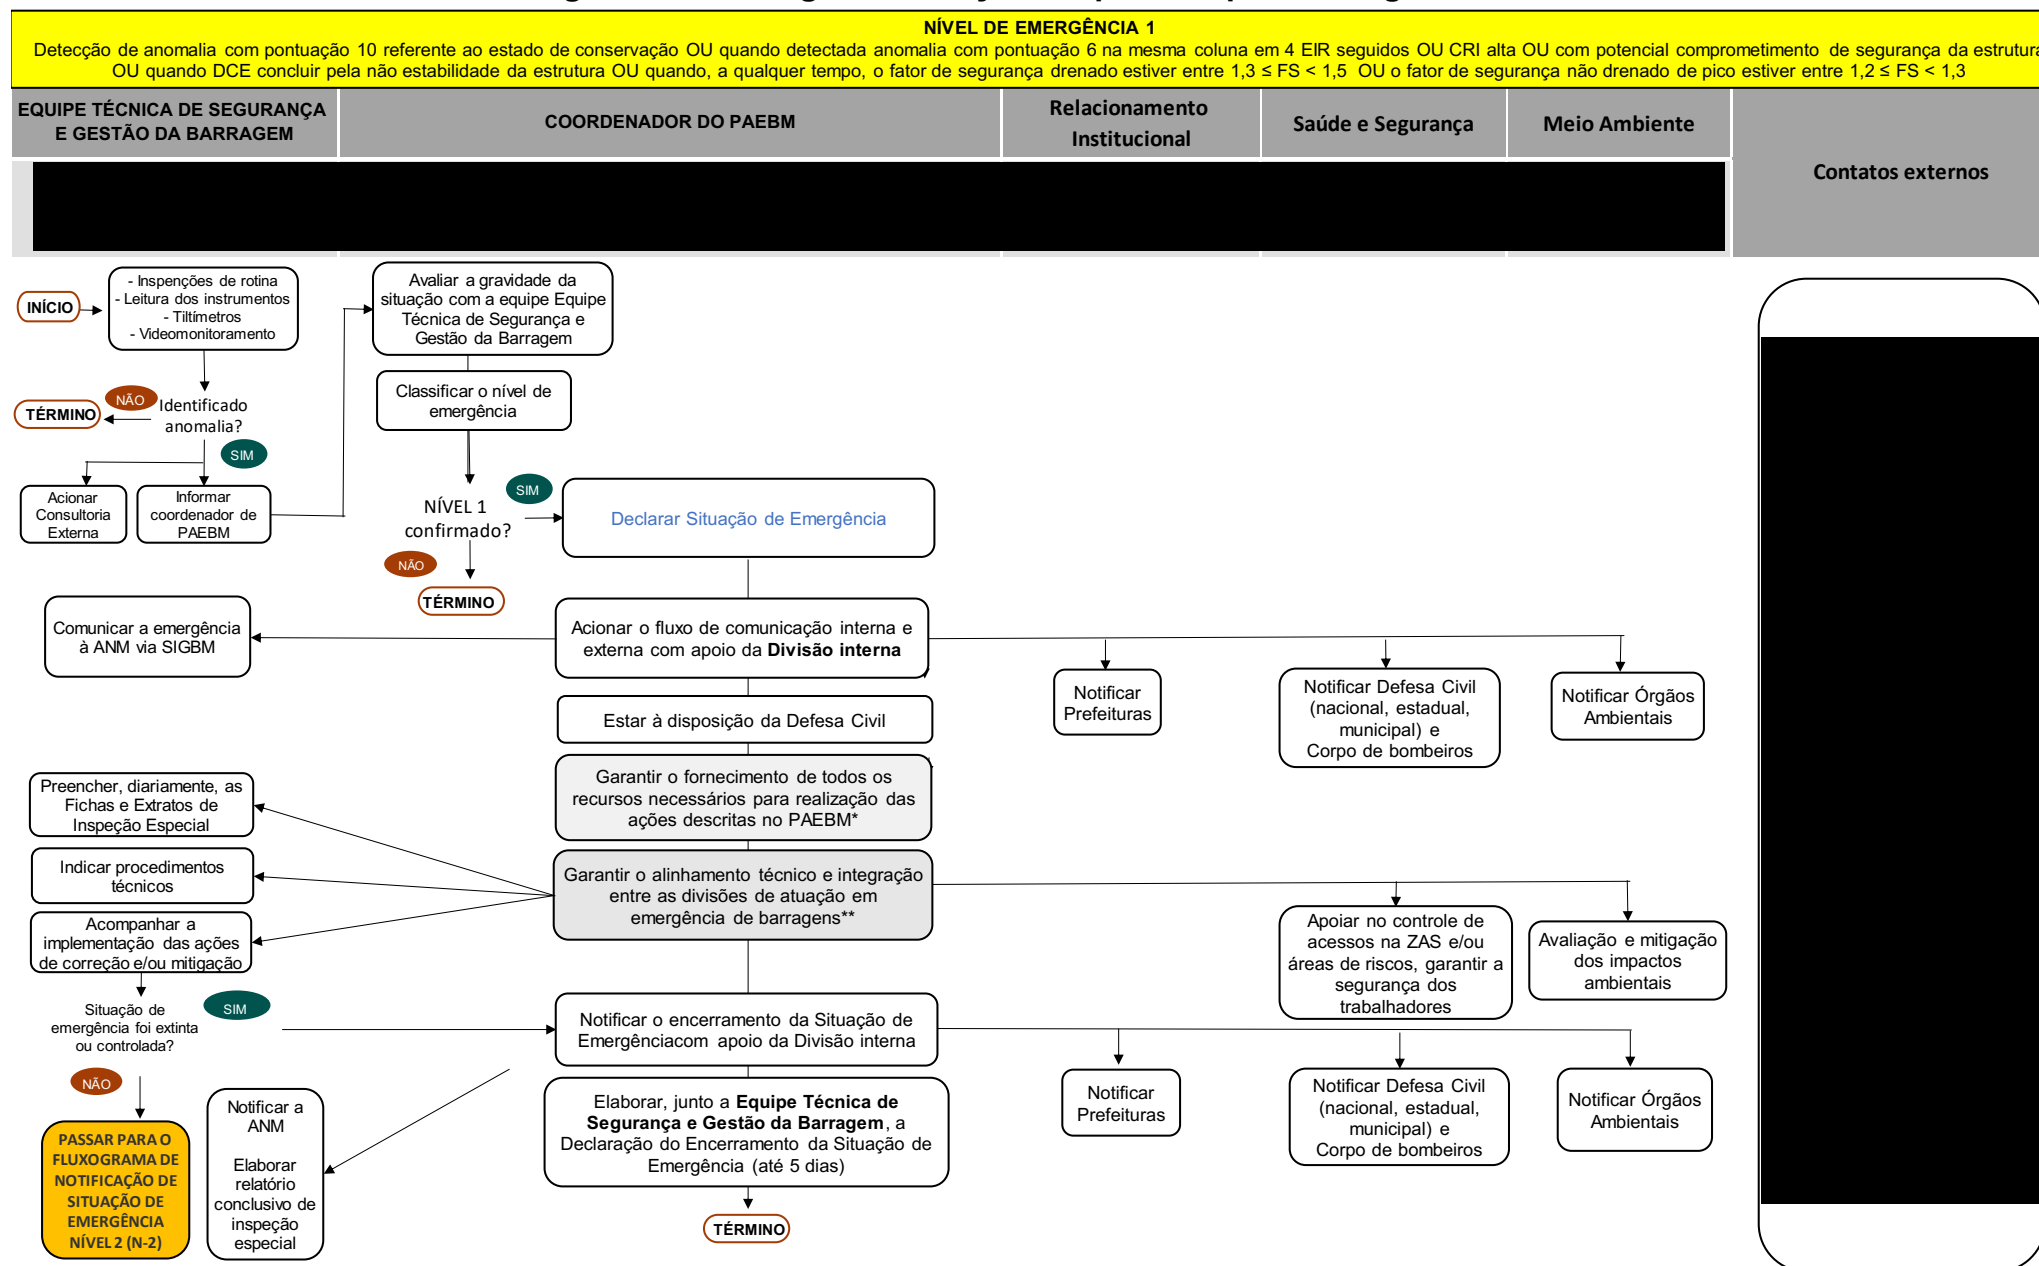 NÍVEL DE EMERGÊNCIA 1
Detecção de anomalia com pontuação 10 referente ao estado de conservação OU quando detectada anomalia com pontuação 6 na mesma coluna em 4 EIR seguidos OU CRI alta OU com potencial comprometimento de segurança da estrutura
OU quando DCE concluir pela não estabilidade da estrutura OU quando, a qualquer tempo, o fator de segurança drenado estiver entre 1,3 ≤ FS < 1,5 OU o fator de segurança não drenado de pico estiver entre 1,2 ≤ FS < 1,3
EQUIPE TÉCNICA DE SEGURANÇA
E GESTÃO DA BARRAGEM
COORDENADOR DO PAEBM
Relacionamento
Institucional
Saúde e Segurança
Meio Ambiente
Contatos externos
INÍCIO
- Inspenções de rotina
- Leitura dos instrumentos
- Tiltímetros
- Videomonitoramento
Avaliar a gravidade da
situação com a equipe Equipe
Técnica de Segurança e
Gestão da Barragem
Classificar o nível de
emergência
TÉRMINO
NÃO
Identificado
anomalia?
SIM
Acionar
Consultoria
Externa
Informar
coordenador de
PAEBM
NÍVEL 1
confirmado?
SIM
Declarar Situação de Emergência
NÃO
TÉRMINO
Comunicar a emergência
à ANM via SIGBM
Acionar o fluxo de comunicação interna e
externa com apoio da Divisão interna
Notificar
Prefeituras
Notificar Defesa Civil
(nacional, estadual,
municipal) e
Corpo de bombeiros
Notificar Órgãos
Ambientais
Estar à disposição da Defesa Civil
Garantir o fornecimento de todos os
recursos necessários para realização das
ações descritas no PAEBM*
Preencher, diariamente, as
Fichas e Extratos de
Inspeção Especial
Indicar procedimentos
técnicos
Acompanhar a
implementação das ações
de correção e/ou mitigação
Garantir o alinhamento técnico e integração
entre as divisões de atuação em
emergência de barragens**
Apoiar no controle de
acessos na ZAS e/ou
áreas de riscos, garantir a
segurança dos
trabalhadores
Avaliação e mitigação
dos impactos
ambientais
Situação de
emergência foi extinta
ou controlada?
SIM
NÃO
Notificar o encerramento da Situação de
Emergênciacom apoio da Divisão interna
Notificar
Prefeituras
Notificar Defesa Civil
(nacional, estadual,
municipal) e
Corpo de bombeiros
Notificar Órgãos
Ambientais
PASSAR PARA O
FLUXOGRAMA DE
NOTIFICAÇÃO DE
SITUAÇÃO DE
EMERGÊNCIA
NÍVEL 2 (N-2)
Notificar a
ANM
Elaborar
relatório
conclusivo de
inspeção
especial
Elaborar, junto a Equipe Técnica de
Segurança e Gestão da Barragem, a
Declaração do Encerramento da Situação de
Emergência (até 5 dias)
TÉRMINO